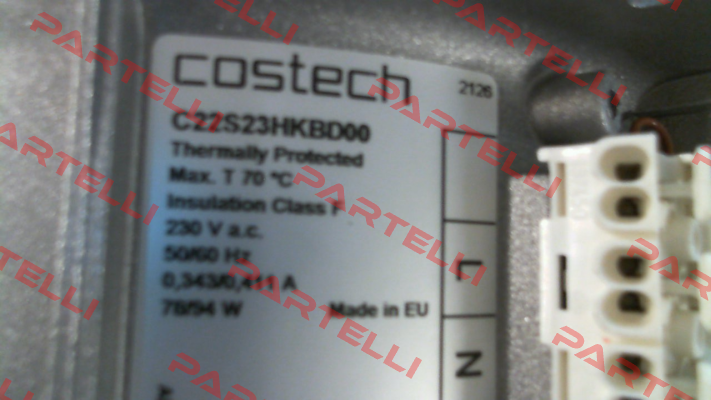 costech
2126
C22S23HKBD00
Thermally Protected
Max. T 70 °C
Insulation Class F
230 V a.c.
50/60 Hz
0,343/0,411 A
78/94 W
Made in EU
L
N
PARTELLI
PARTELLI
PARTELLI
PARTELLI
PARTELLI
PARTELLI
PARTELLI
PARTELLI